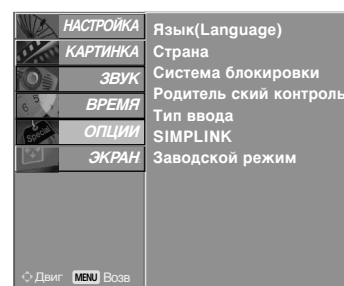 НАСТРОЙКА
КАРТИНКА
ЗВУК
ВРЕМЯ
Special
ОПЦИИ
ЭКРАН
Язык(Language)
Страна
Система блокировки
Родитель ский контроль
Тип ввода
SIMPLINK
Заводской режим
Двиг MENU Возв